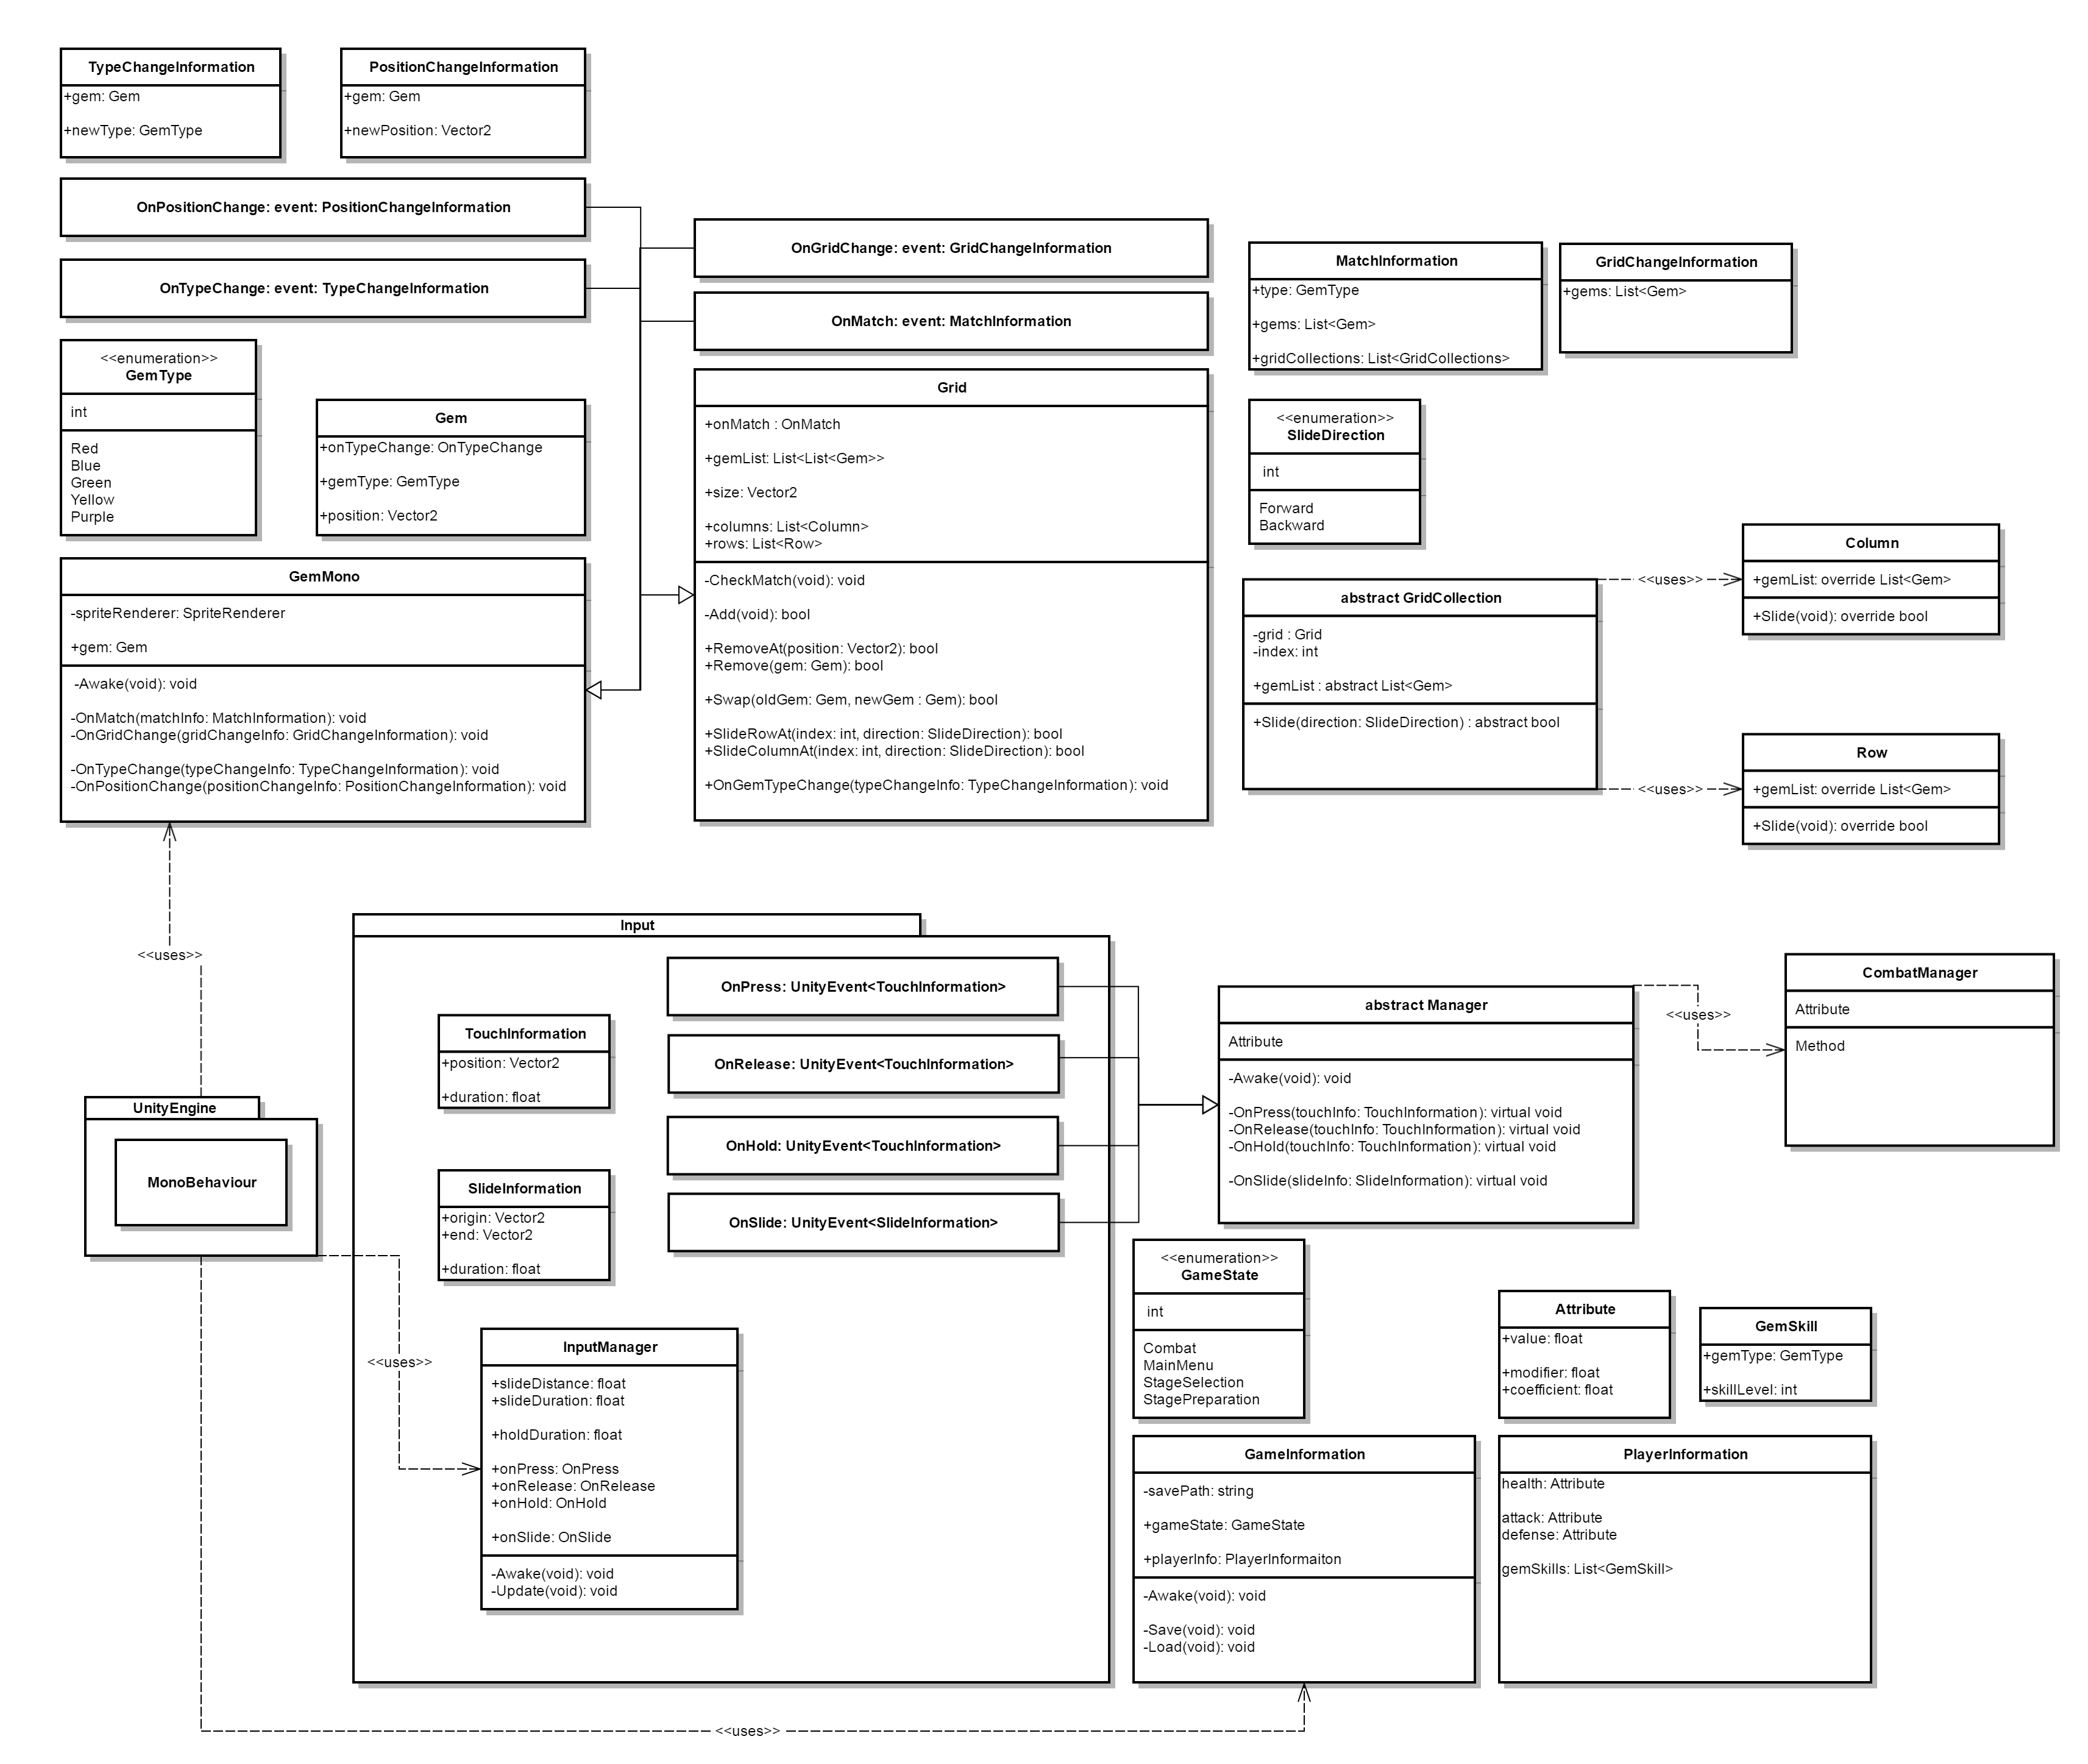 TypeChangeInformation
+gem: Gem
+newType: GemType
PositionChangeInformation
+gem: Gem
+newPosition: Vector2
OnPositionChange: event: PositionChangeInformation
OnTypeChange: event: TypeChangeInformation
OnGridChange: event: GridChangeInformation
OnMatch: event: MatchInformation
MatchInformation
+type: GemType
+gems: List<Gem>
+gridCollections: List<GridCollections>
GridChangeInformation
+gems: List<Gem>
<<enumeration>>
GemType
int
Red
Blue
Green
Yellow
Purple
Gem
+onTypeChange: OnTypeChange
+gemType: GemType
+position: Vector2
Grid
+onMatch : OnMatch
+gemList: List<List<Gem>>
+size: Vector2
+columns: List<Column>
+rows: List<Row>
-CheckMatch(void): void
-Add(void): bool
+RemoveAt(position: Vector2): bool
+Remove(gem: Gem): bool
+Swap(oldGem: Gem, newGem : Gem): bool
+SlideRowAt(index: int, direction: SlideDirection): bool
+SlideColumnAt(index: int, direction: SlideDirection): bool
+OnGemTypeChange(typeChangeInfo: TypeChangeInformation): void
<<enumeration>>
SlideDirection
int
Forward
Backward
GemMono
-spriteRenderer: SpriteRenderer
+gem: Gem
-Awake(void): void
-OnMatch(matchInfo: MatchInformation): void
-OnGridChange(gridChangeInfo: GridChangeInformation): void
-OnTypeChange(typeChangeInfo: TypeChangeInformation): void
-OnPositionChange(positionChangeInfo: PositionChangeInformation): void
abstract GridCollection
-grid : Grid
-index: int
+gemList : abstract List<Gem>
+Slide(direction: SlideDirection) : abstract bool
<<uses>>
<<uses>>
Column
+gemList: override List<Gem>
+Slide(void): override bool
Row
+gemList: override List<Gem>
+Slide(void): override bool
<<uses>>
UnityEngine
MonoBehaviour
<<uses>>
Input
OnPress: UnityEvent<TouchInformation>
OnRelease: UnityEvent<TouchInformation>
OnHold: UnityEvent<TouchInformation>
OnSlide: UnityEvent<SlideInformation>
TouchInformation
+position: Vector2
+duration: float
SlideInformation
+origin: Vector2
+end: Vector2
+duration: float
InputManager
+slideDistance: float
+slideDuration: float
+holdDuration: float
+onPress: OnPress
+onRelease: OnRelease
+onHold: OnHold
+onSlide: OnSlide
-Awake(void): void
-Update(void): void
abstract Manager
Attribute
-Awake(void): void
-OnPress(touchInfo: TouchInformation): virtual void
-OnRelease(touchInfo: TouchInformation): virtual void
-OnHold(touchInfo: TouchInformation): virtual void
-OnSlide(slideInfo: SlideInformation): virtual void
<<uses>>
CombatManager
Attribute
Method
<<enumeration>>
GameState
int
Combat
MainMenu
StageSelection
StagePreparation
Attribute
+value: float
+modifier: float
+coefficient: float
GemSkill
+gemType: GemType
+skillLevel: int
GameInformation
-savePath: string
+gameState: GameState
+playerInfo: PlayerInformaiton
-Awake(void): void
-Save(void): void
-Load(void): void
PlayerInformation
health: Attribute
attack: Attribute
defense: Attribute
gemSkills: List<GemSkill>
<<uses>>